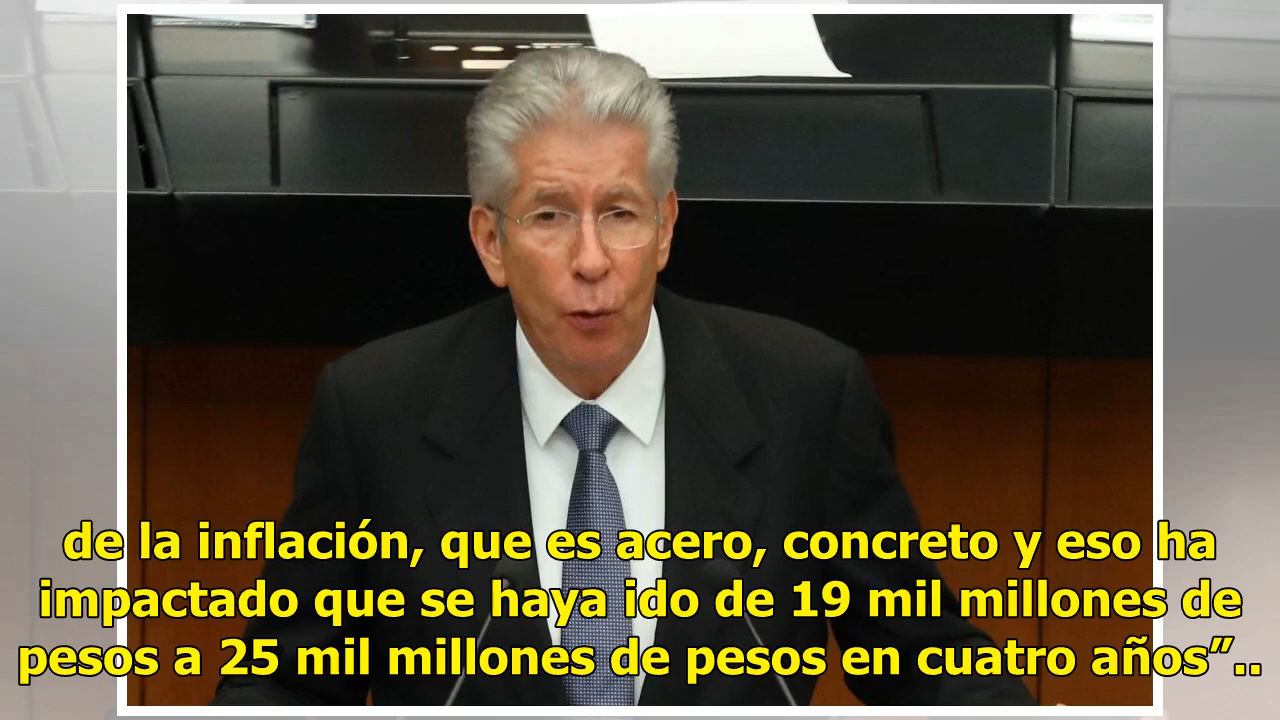 de la inflación, que es acero, concreto y eso ha
impactado que se haya ido de 19 mil millones de
pesos a 25 mil millones de pesos en cuatro años”..